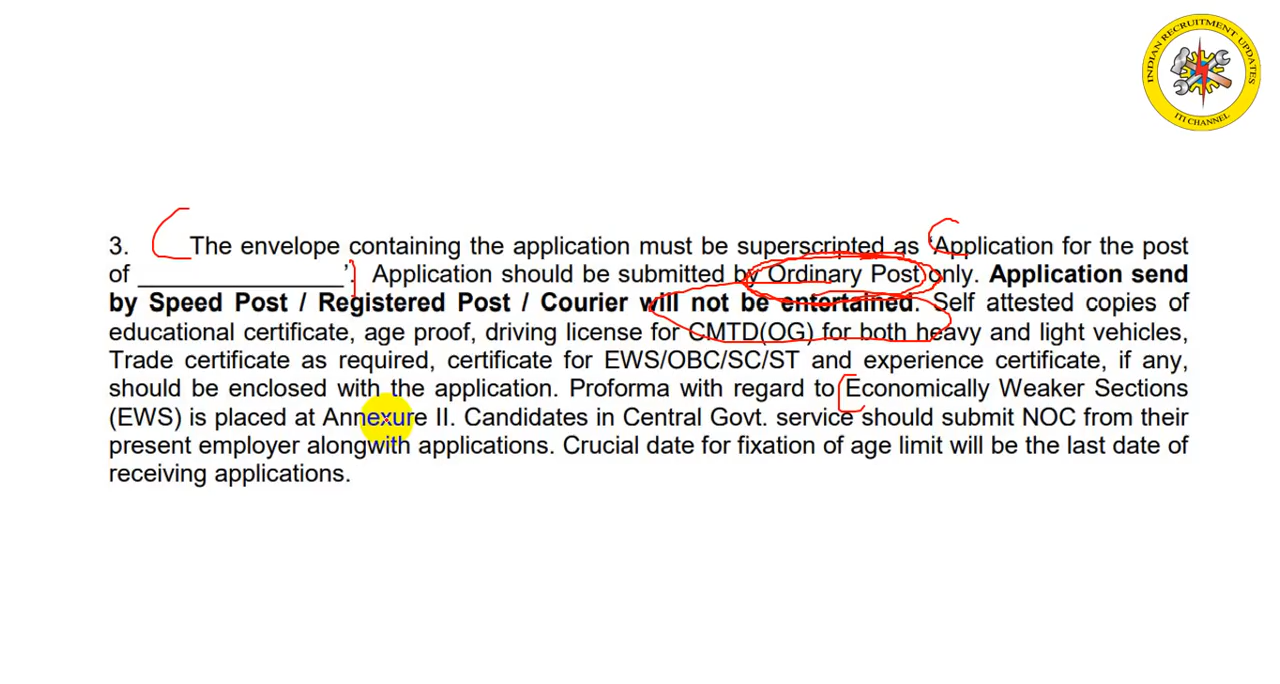 INDIAN RECRUITMENT UPDATES
ITI CHANNEL
3. The envelope containing the application must be superscripted as ‘Application for the post
of ________________’. Application should be submitted by Ordinary Post only. Application send
by Speed Post / Registered Post / Courier will not be entertained. Self attested copies of
educational certificate, age proof, driving license for CMTD(OG) for both heavy and light vehicles,
Trade certificate as required, certificate for EWS/OBC/SC/ST and experience certificate, if any,
should be enclosed with the application. Proforma with regard to Economically Weaker Sections
(EWS) is placed at Annexure II. Candidates in Central Govt. service should submit NOC from their
present employer alongwith applications. Crucial date for fixation of age limit will be the last date of
receiving applications.